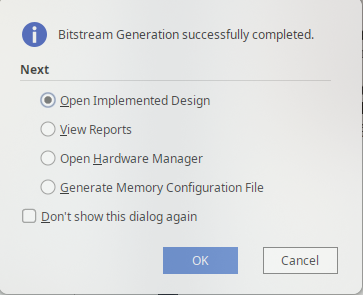 Bitstream Generation successfully completed.
Next
Open Implemented Design
View Reports
Open Hardware Manager
Generate Memory Configuration File
Don't show this dialog again
OK
Cancel